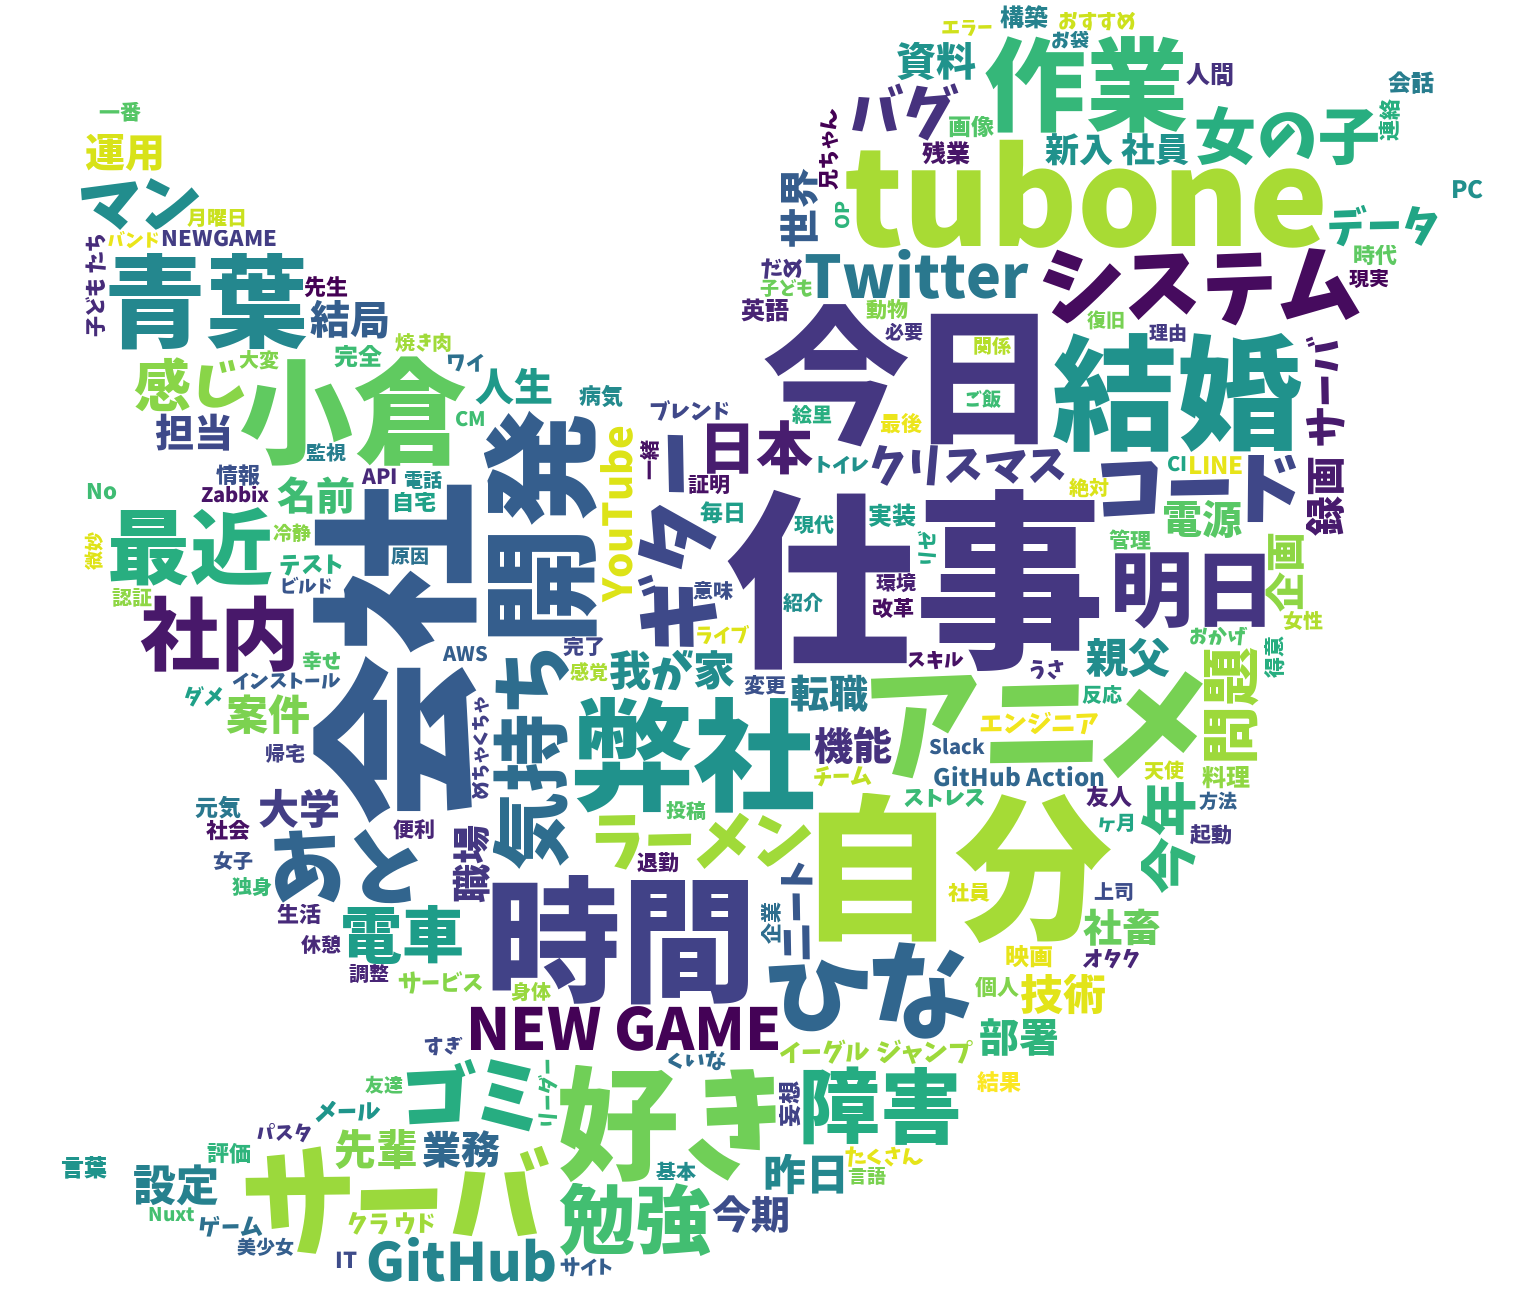 構築
おすすめ
エラー
お袋
資料
作業
人間
会話
一番
バグ
画像
女の子
連絡
運用
残業
新入 社員
兄ちゃん
tubone
世界
OP
PC
マン
月曜日
データ
バンド
NEWGAME
子どもたち
青葉
先生
結局
だめ
子ども
Twitter
システム
時代
現実
英語
動物
必要
復旧
理由
今日
関係
ご飯
結婚
サーバ
焼き肉
完全
大変
ワイ
感じ
小倉
人生
病気
CM
ブレンド
絵里
最後
担当
監視
情報
API
電話
Zabbix
自宅
No
名前
開発
YouTube
一緒
ギター
日本
証明
トイレ
クリスマス
絶対
CI
LINE
コード
録画
最近
微妙
冷静
会社
毎日
現代
実装
仕事
管理
電源
テスト
原因
ビルド
認証
意味
紹介
ゼリー
環境
改革
明日
企画
女性
社内
ライブ
完了
AWS
幸せ
感覚
我が家
スキル
うさ
親父
おかげ
得意
インストール
ダメ
案件
気持ち
めちゃくちゃ
変更
転職
アニメ
反応
エンジニア
問題
帰宅
弊社
機能
Slack
チーム
GitHub Action
天使
料理
元気
大学
社会
便利
投稿
ストレス
友人
ヶ月
今年
方法
起動
女子
あと
職場
ラーメン
退勤
自分
独身
生活
電車
時間
ニート
企業
社員
上司
社畜
休憩
調整
サービス
身体
ひな
映画
オタク
個人
技術
NEW GAME
すぎ
くいな
イーグル ジャンプ
部署
友達
ゴミ
リーダー
好き
妄想
障害
結果
メール
パスタ
評価
先輩
業務
言葉
設定
サーバ
基本
昨日
たくさん
言語
Nuxt
ゲーム
クラウド
勉強
今期
美少女
IT
GitHub
サイト